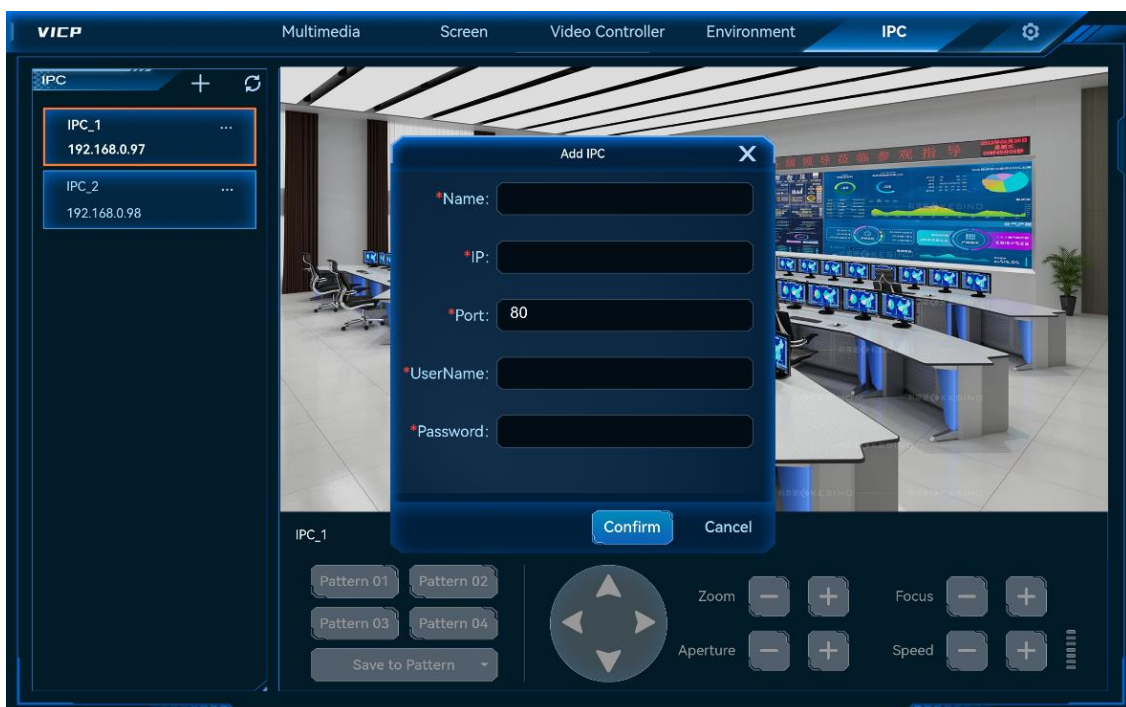 VICP
Multimedia
Screen
Video Controller
Environment
IPC
IPC
IPC_1 ...
192.168.0.97
IPC_2 ...
192.168.0.98
Add IPC X
*Name:
*IP:
*Port: 80
*UserName:
*Password:
Confirm
Cancel
IPC_1
Pattern 01
Pattern 02
Pattern 03
Pattern 04
Save to Pattern
Zoom
Focus
Aperture
Speed